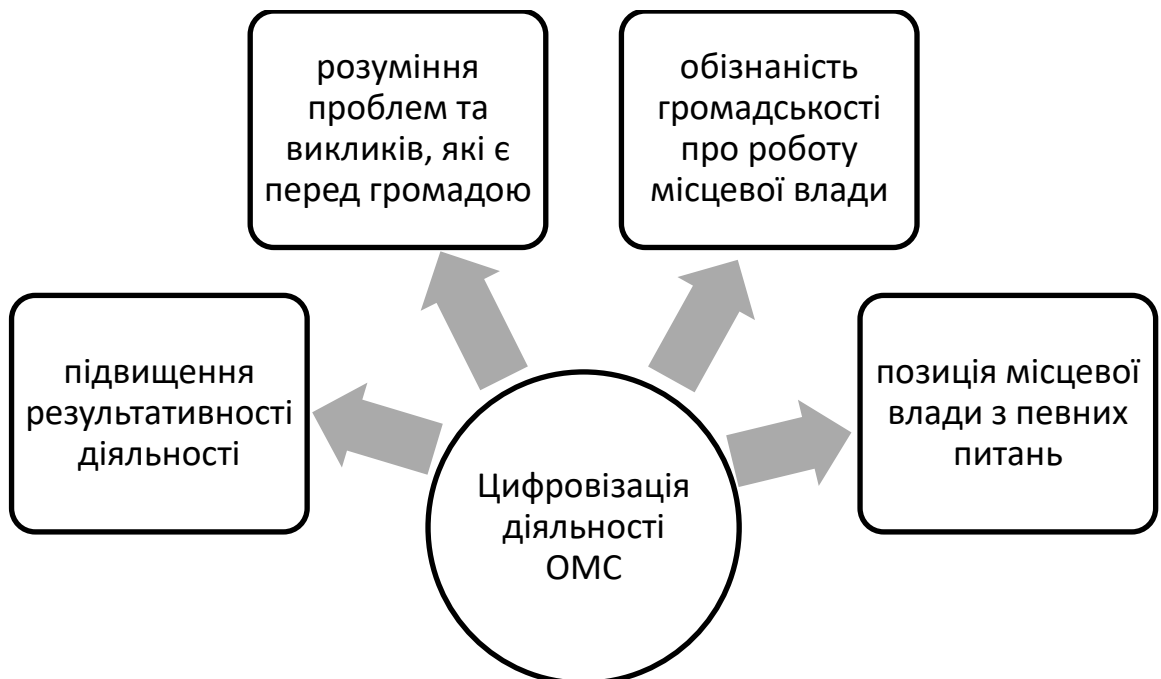 розуміння
проблем та
викликів, які є
перед громадою
обізнаність
громадськості
про роботу
місцевої влади
підвищення
результативності
діяльності
позиція місцевої
влади з певних
питань
Цифровізація
діяльності
ОМС